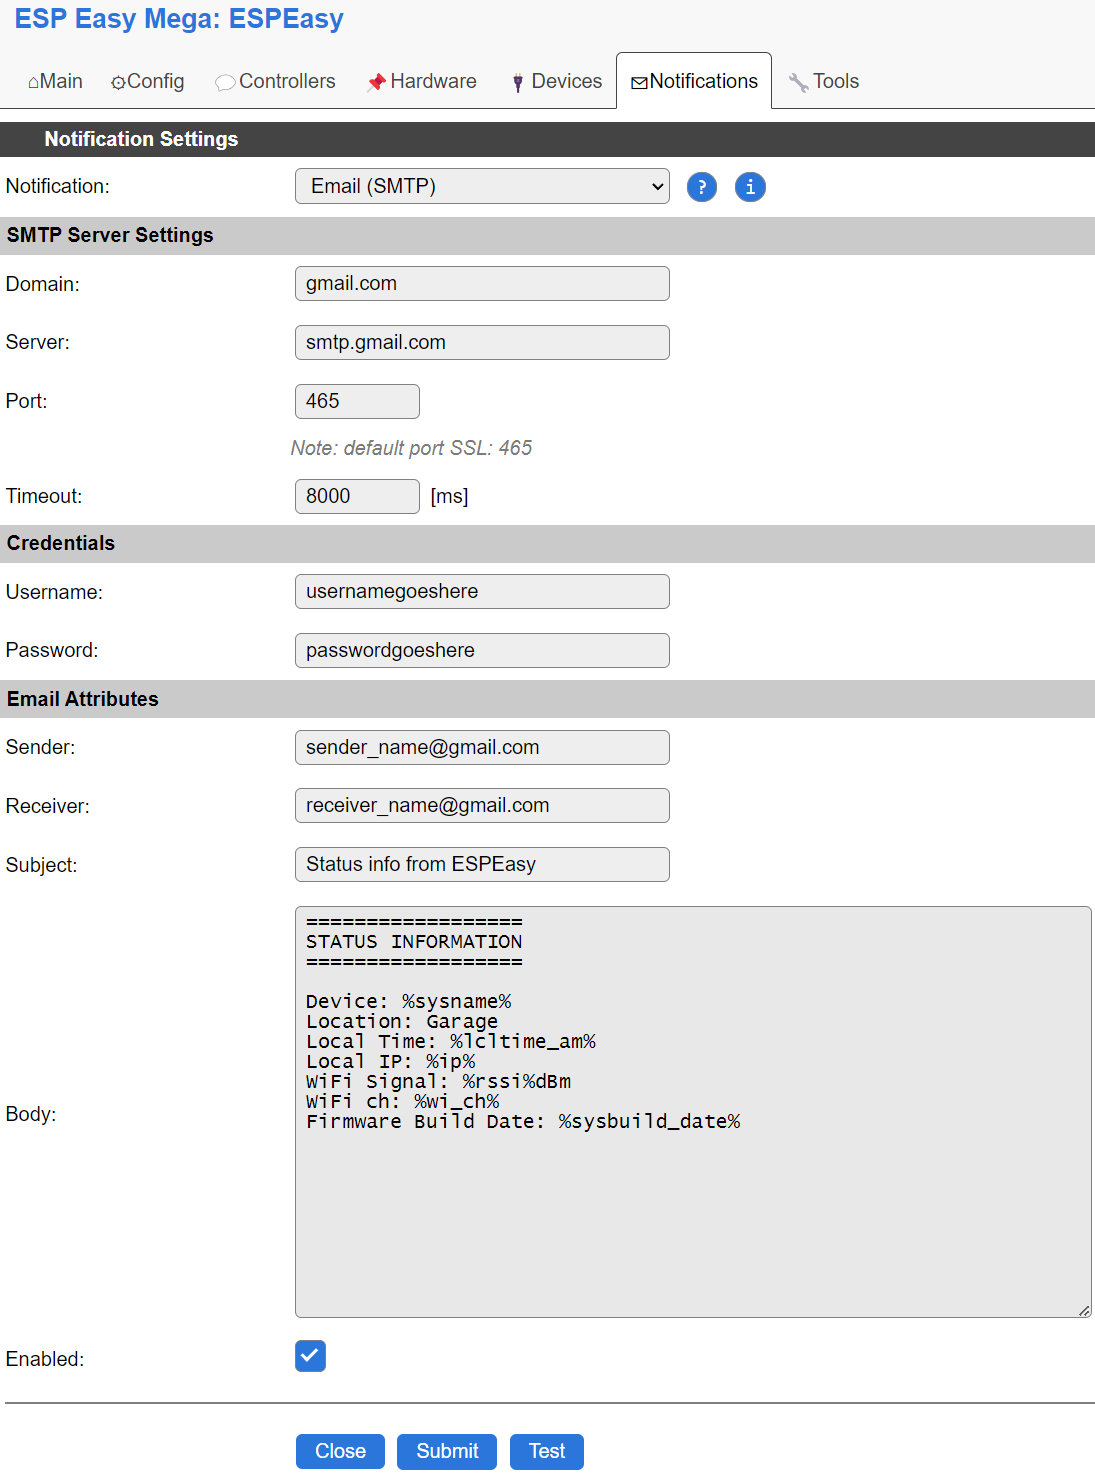 ESP Easy Mega: ESPEasy
Main Config Controllers Hardware Devices Notifications Tools
Notification Settings
Notification: Email (SMTP) ? i
SMTP Server Settings
Domain: gmail.com
Server: smtp.gmail.com
Port: 465
Note: default port SSL: 465
Timeout: 8000 [ms]
Credentials
Username: usernamegoeshere
Password: passwordgoeshere
Email Attributes
Sender: sender_name@gmail.com
Receiver: receiver_name@gmail.com
Subject: Status info from ESPEasy
Body:
==================
STATUS INFORMATION
==================
Device: %sysname%
Location: Garage
Local Time: %lcltime_am%
Local IP: %ip%
WiFi Signal: %rssi%dBm
WiFi ch: %wi_ch%
Firmware Build Date: %sysbuild_date%
Enabled:
Close Submit Test